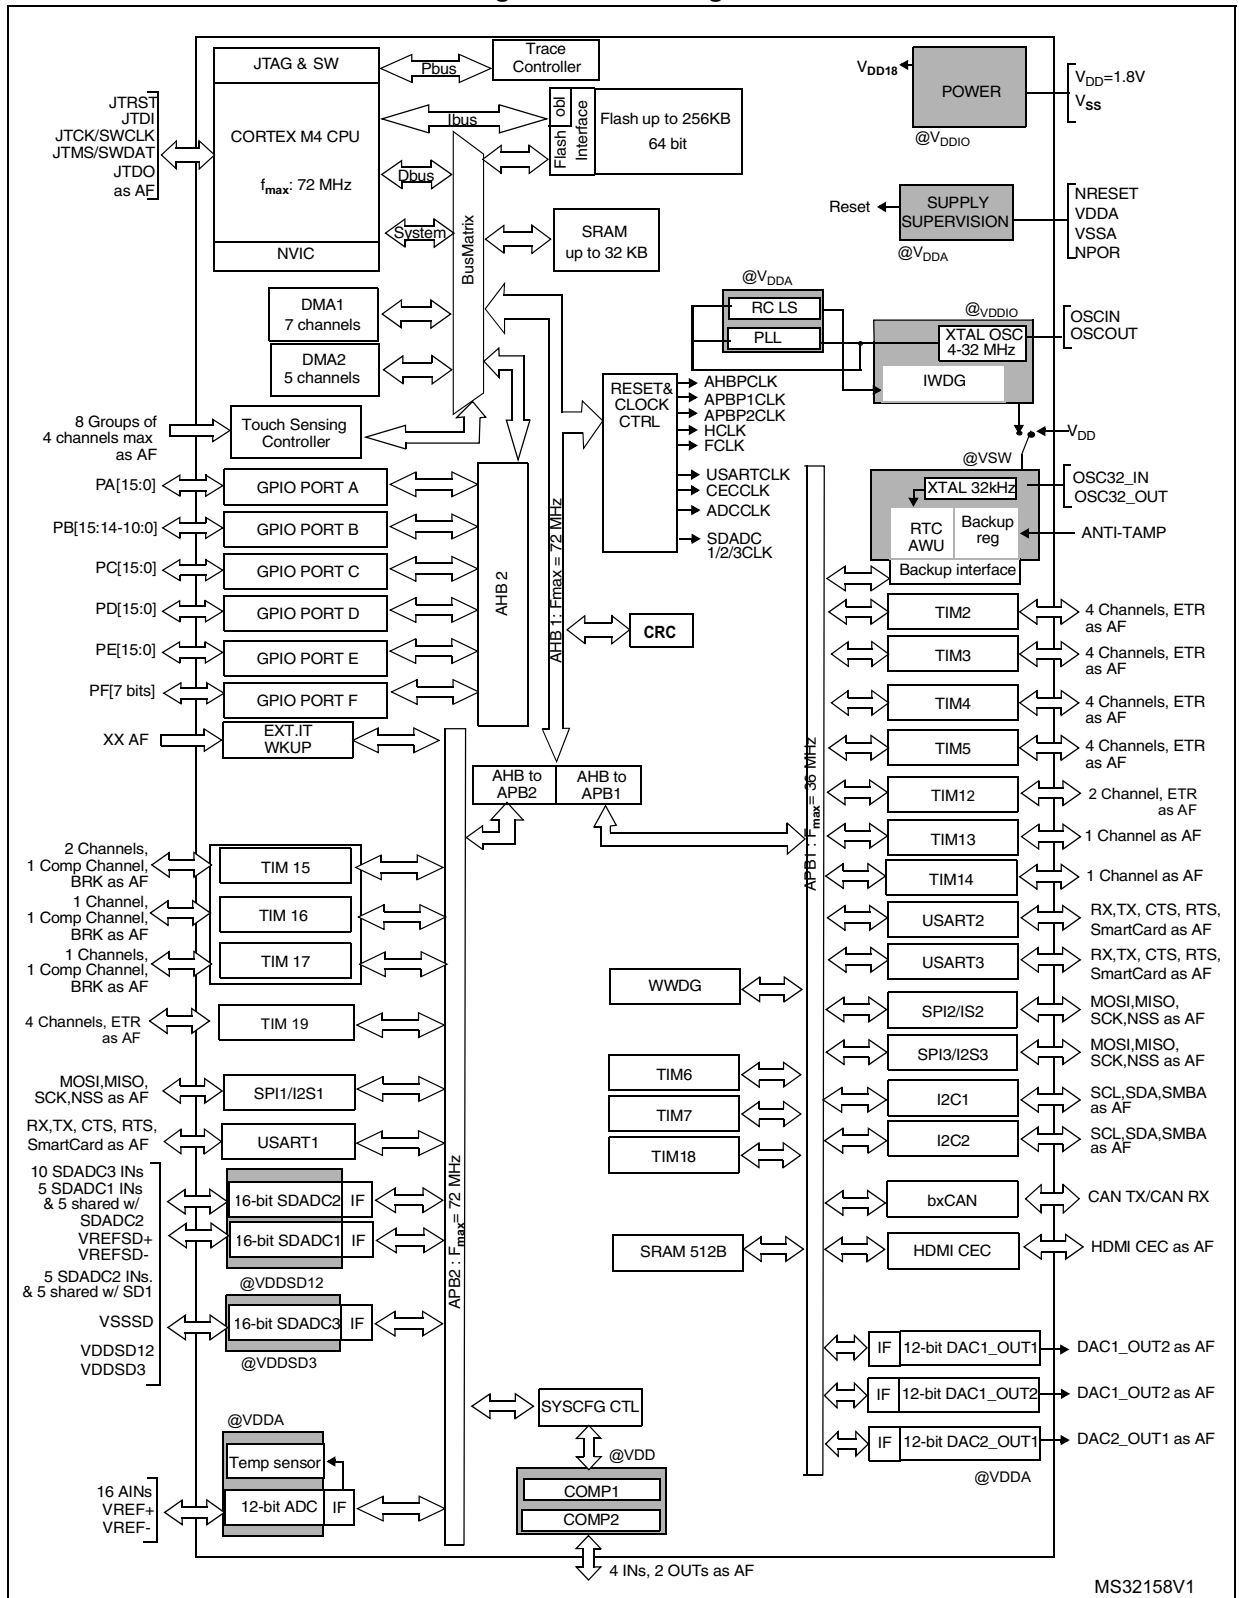 JTAG & SW
Pbus
Trace
Controller
JTRST
JTDI
JTCK/SWCLK
JTMS/SWDAT
JTDO
as AF
CORTEX M4 CPU
fmax: 72 MHz
NVIC
Ibus
Dbus
System
BusMatrix
Flash
obl
Interface
Flash up to 256KB
64 bit
SRAM
up to 32 KB
VDD18
POWER
VDD=1.8V
VSS
@VDDIO
Reset
SUPPLY
SUPERVISION
NRESET
VDDA
VSSA
NPOR
@VDDA
DMA1
7 channels
DMA2
5 channels
8 Groups of
4 channels max
as AF
Touch Sensing
Controller
@VDDA
RC LS
PLL
@VDDIO
XTAL OSC
4-32 MHz
IWDG
OSCIN
OSCOUT
RESET&
CLOCK
CTRL
AHBPCLK
APBP1CLK
APBP2CLK
HCLK
FCLK
USARTCLK
CECCLK
ADCCLK
SDADC
1/2/3CLK
VDD
@VSW
XTAL 32kHz
OSC32_IN
OSC32_OUT
RTC
AWU
Backup
reg
ANTI-TAMP
Backup interface
PA[15:0]
GPIO PORT A
PB[15:14-10:0]
GPIO PORT B
PC[15:0]
GPIO PORT C
PD[15:0]
GPIO PORT D
PE[15:0]
GPIO PORT E
PF[7 bits]
GPIO PORT F
AHB 2
AHB 1 : Fmax = 72 MHz
CRC
XX AF
EXT.IT
WKUP
AHB to
APB2
AHB to
APB1
2 Channels,
1 Comp Channel,
BRK as AF
TIM 15
1 Channel,
1 Comp Channel,
BRK as AF
TIM 16
1 Channels,
1 Comp Channel,
BRK as AF
TIM 17
4 Channels, ETR
as AF
TIM 19
MOSI,MISO,
SCK,NSS as AF
SPI1/I2S1
RX,TX, CTS, RTS,
SmartCard as AF
USART1
10 SDADC3 INs
5 SDADC1 INs
& 5 shared w/
SDADC2
VREFSD+
VREFSD-
5 SDADC2 INs.
& 5 shared w/ SD1
VSSSD
VDDSD12
VDDSD3
16-bit SDADC2
IF
16-bit SDADC1
IF
@VDDSD12
16-bit SDADC3
IF
@VDDSD3
APB2 : Fmax= 72 MHz
@VDDA
Temp sensor
16 AINs
VREF+
VREF-
12-bit ADC
IF
SYSCFG CTL
@VDD
COMP1
COMP2
4 INs, 2 OUTs as AF
WWDG
TIM6
TIM7
TIM18
SRAM 512B
APB1 : Fmax= 36 MHz
TIM2
4 Channels, ETR
as AF
TIM3
4 Channels, ETR
as AF
TIM4
4 Channels, ETR
as AF
TIM5
4 Channels, ETR
as AF
TIM12
2 Channel, ETR
as AF
TIM13
1 Channel as AF
TIM14
1 Channel as AF
USART2
RX,TX, CTS, RTS,
SmartCard as AF
USART3
RX,TX, CTS, RTS,
SmartCard as AF
SPI2/IS2
MOSI,MISO,
SCK,NSS as AF
SPI3/I2S3
MOSI,MISO,
SCK,NSS as AF
I2C1
SCL,SDA,SMBA
as AF
I2C2
SCL,SDA,SMBA
as AF
bxCAN
CAN TX/CAN RX
HDMI CEC
HDMI CEC as AF
IF
12-bit DAC1_OUT1
DAC1_OUT2 as AF
IF
12-bit DAC1_OUT2
DAC1_OUT2 as AF
IF
12-bit DAC2_OUT1
DAC2_OUT1 as AF
@VDDA
MS32158V1